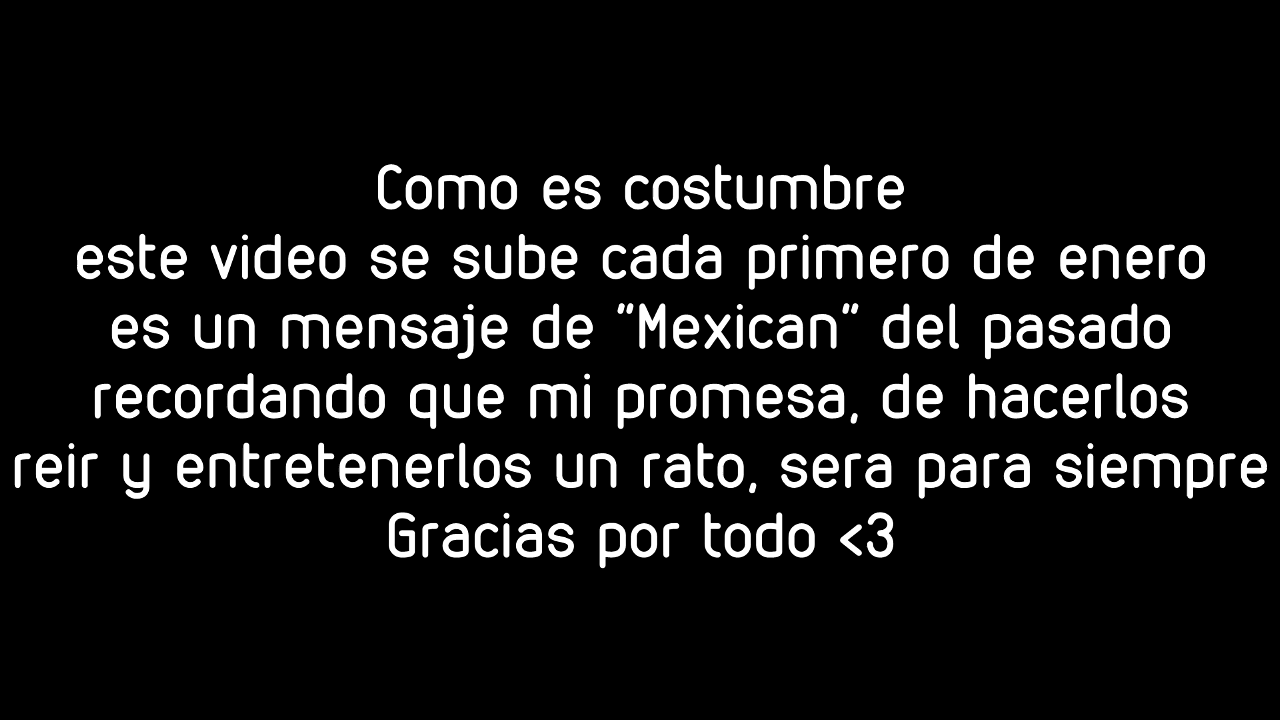 Como es costumbre
este video se sube cada primero de enero
es un mensaje de "Mexican" del pasado
recordando que mi promesa, de hacerlos
reir y entretenerlos un rato, sera para siempre
Gracias por todo <3